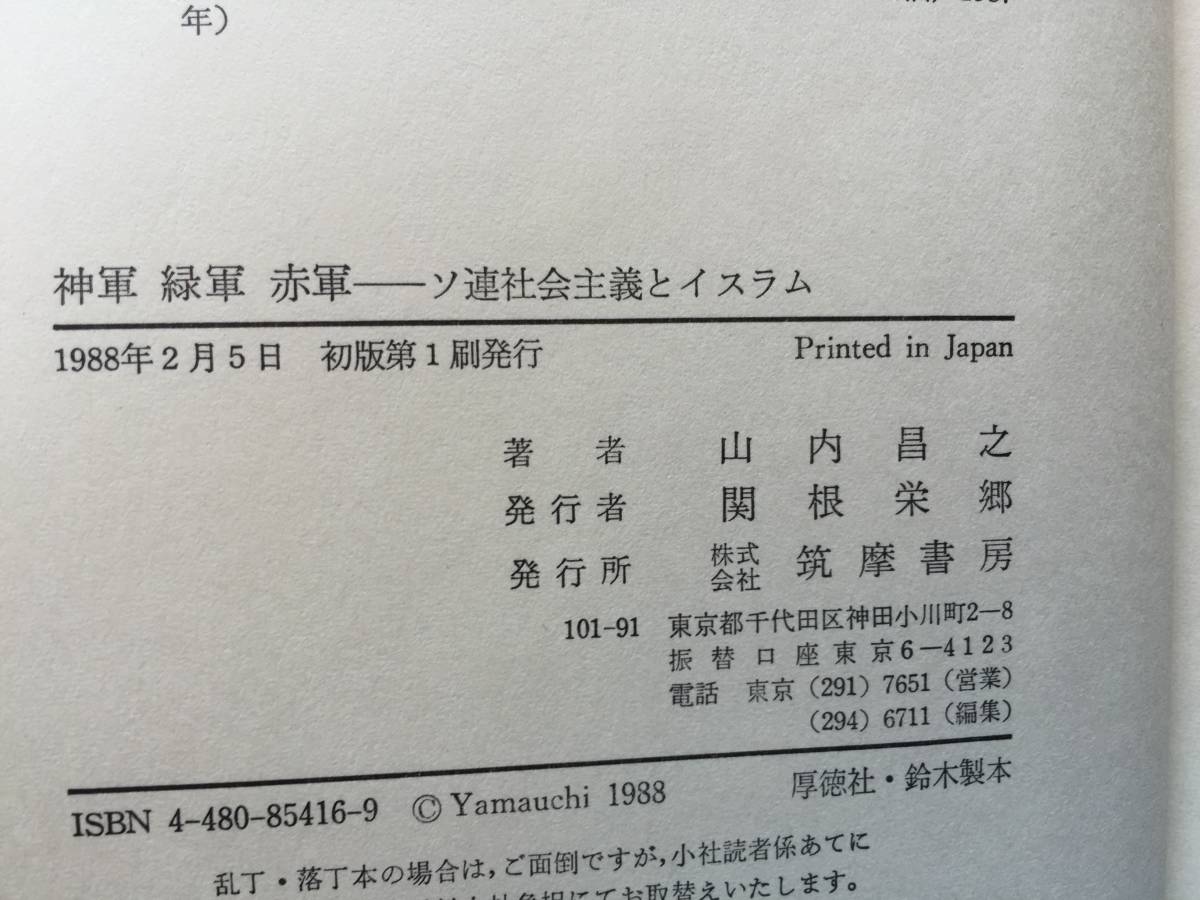 年)
神軍 緑軍 赤軍——ソ連社会主義とイスラム
1988年2月5日 初版第1刷発行 Printed in Japan
著者 山内昌之
発行者 関根栄郷
発行所 株式会社 筑摩書房
101-91 東京都千代田区神田小川町2—8
振替口座東京6—4123
電話 東京 (291) 7651 (営業)
(294) 6711 (編集)
ISBN 4-480-85416-9 © Yamauchi 1988 厚徳社・鈴木製本
乱丁・落丁本の場合は,ご面倒ですが,小社読者係あてに
にてお取替えいたします。